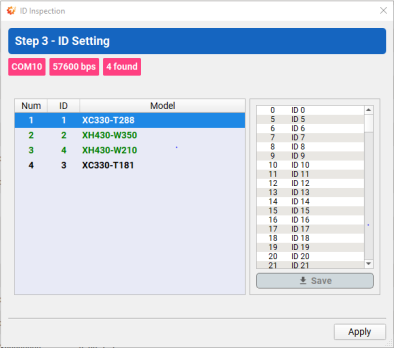 ID Inspection
Step 3 - ID Setting
COM10 57600 bps 4 found
Num ID Model
1 1 XC330-T288
2 2 XH430-W350
3 4 XH430-W210
4 3 XC330-T181
0 ID 0
5 ID 5
6 ID 6
7 ID 7
8 ID 8
9 ID 9
10 ID 10
11 ID 11
12 ID 12
13 ID 13
14 ID 14
15 ID 15
16 ID 16
17 ID 17
18 ID 18
19 ID 19
20 ID 20
21 ID 21
Save
Apply